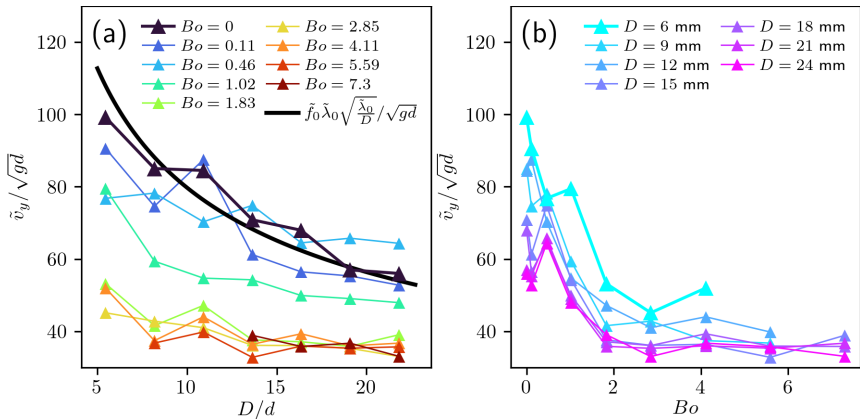 (a)
Bo = 0
Bo = 0.11
Bo = 0.46
Bo = 1.02
Bo = 1.83
Bo = 2.85
Bo = 4.11
Bo = 5.59
Bo = 7.3
f̃₀λ̃₀√(λ̃₀/D)/√gd
120
100
80
60
40
ṽ_y/√gd
5
10
15
20
D/d
(b)
D = 6 mm
D = 9 mm
D = 12 mm
D = 15 mm
D = 18 mm
D = 21 mm
D = 24 mm
120
100
80
60
40
ṽ_y/√gd
0
2
4
6
Bo